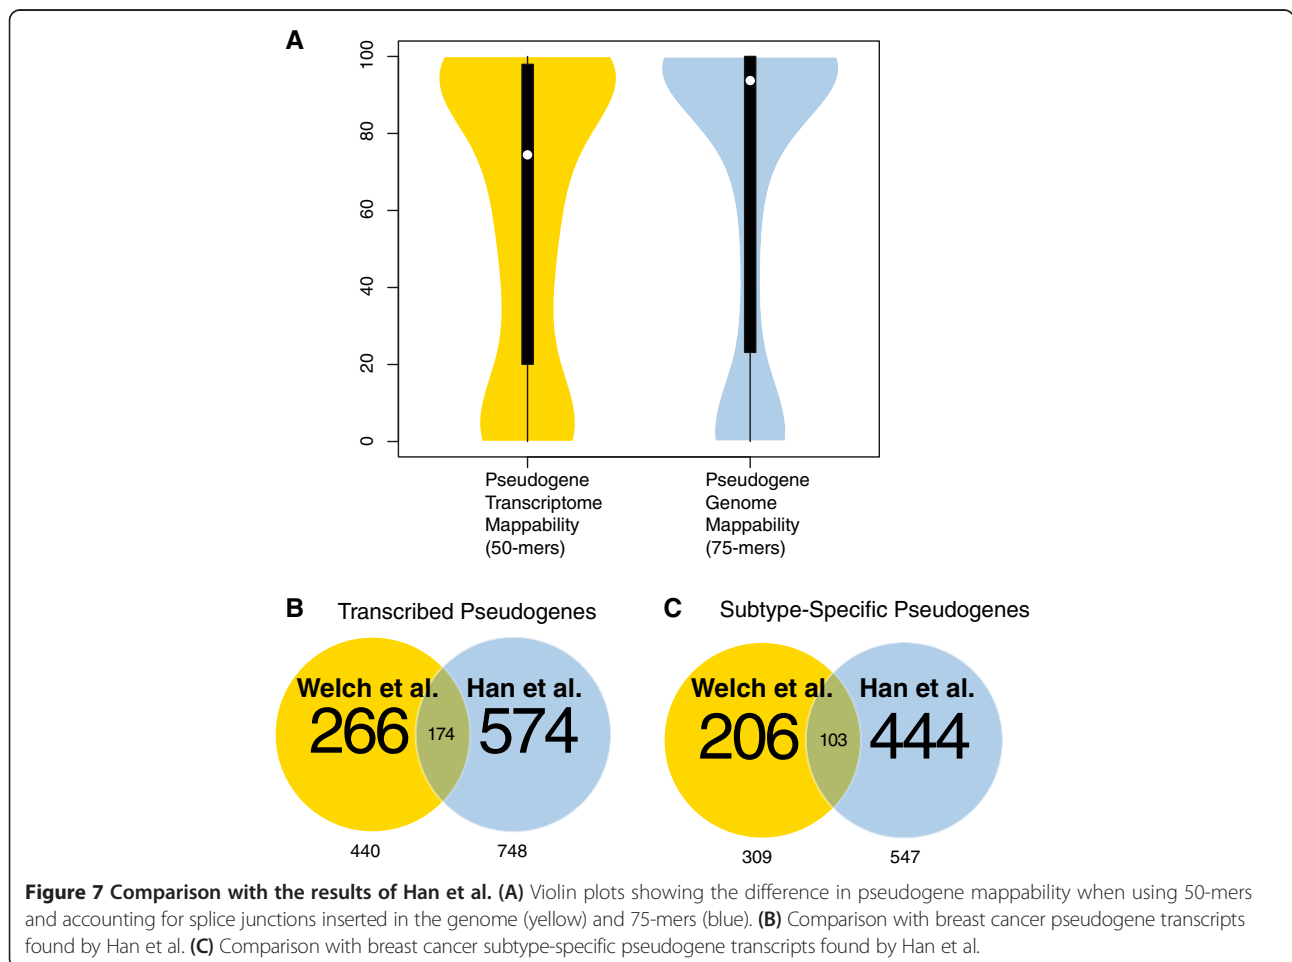 A
100
80
60
40
20
0
Pseudogene
Transcriptome
Mappability
(50-mers)
Pseudogene
Genome
Mappability
(75-mers)
B
Transcribed Pseudogenes
Welch et al.
Han et al.
266
174
574
440
748
C
Subtype-Specific Pseudogenes
Welch et al.
Han et al.
206
103
444
309
547
Figure 7 Comparison with the results of Han et al. (A) Violin plots showing the difference in pseudogene mappability when using 50-mers
and accounting for splice junctions inserted in the genome (yellow) and 75-mers (blue). (B) Comparison with breast cancer pseudogene transcripts
found by Han et al. (C) Comparison with breast cancer subtype-specific pseudogene transcripts found by Han et al.